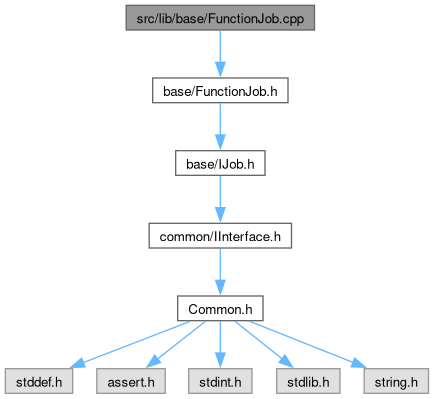 src/lib/base/FunctionJob.cpp
base/FunctionJob.h
base/IJob.h
common/IInterface.h
Common.h
stddef.h
assert.h
stdint.h
stdlib.h
string.h